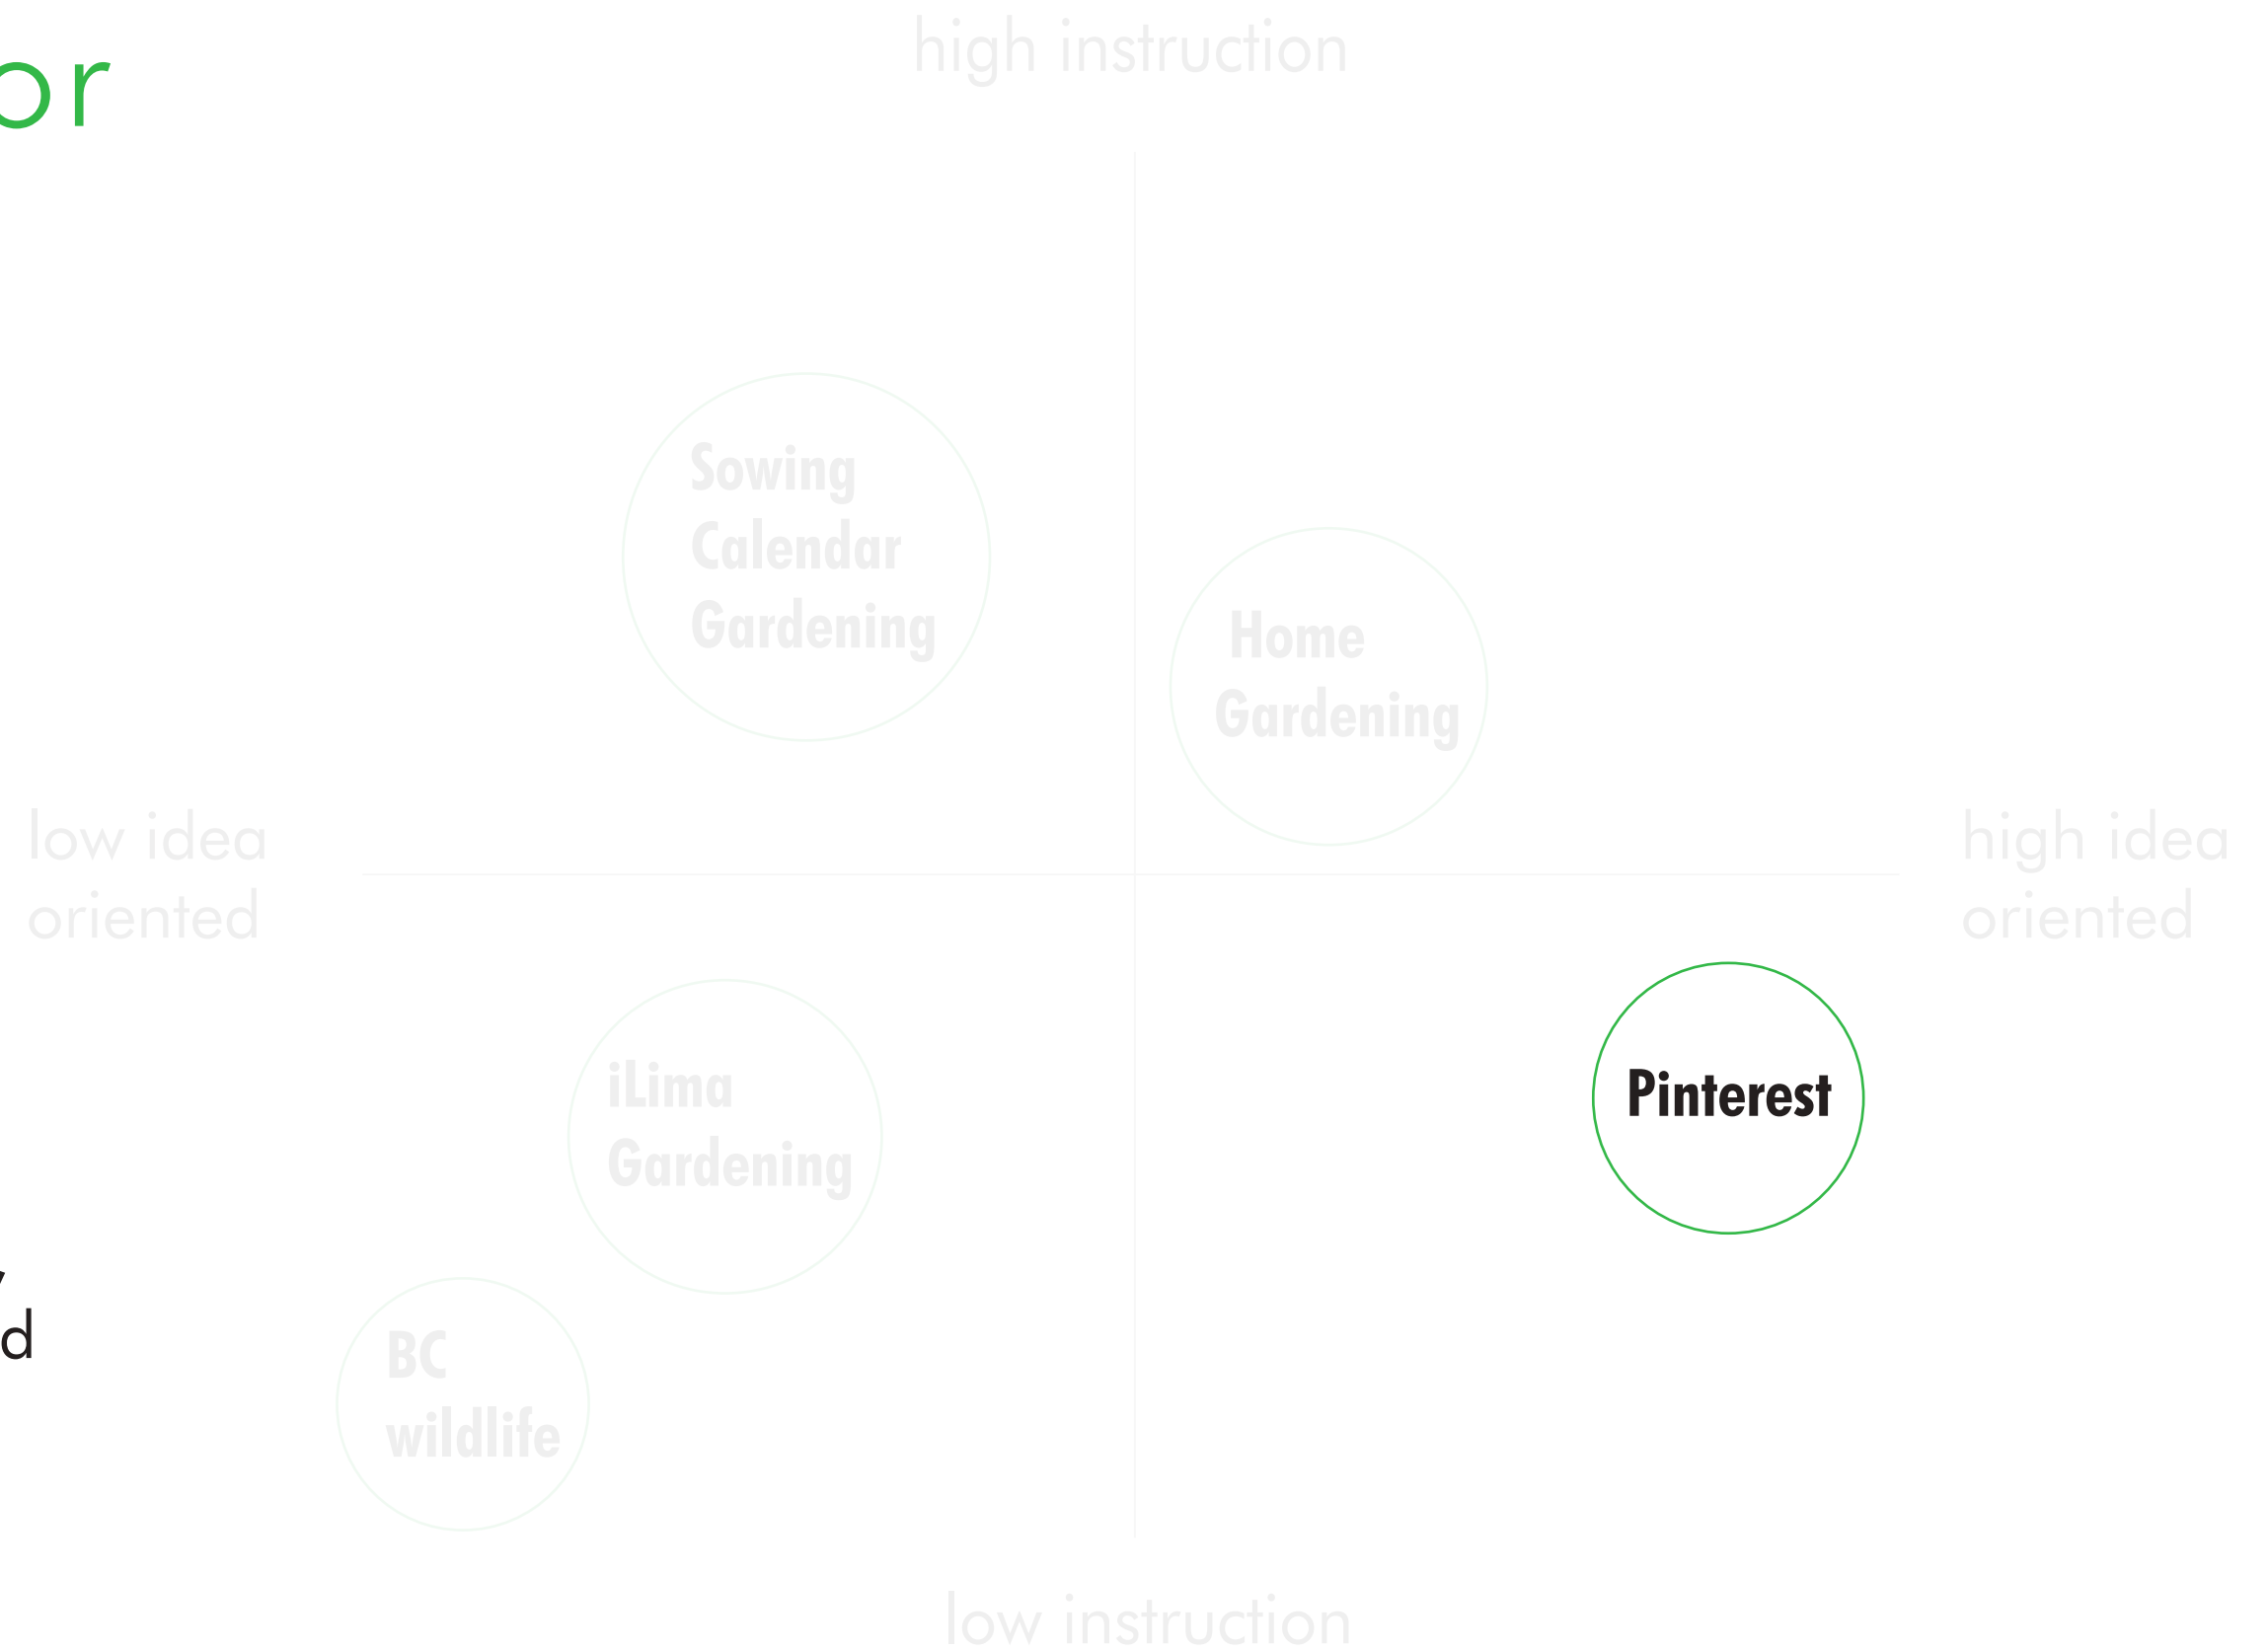 or
high instruction
Sowing
Calendar
Gardening
Home
Gardening
low idea
oriented
high idea
oriented
iLima
Gardening
Pinterest
d
BC
wildlife
low instruction